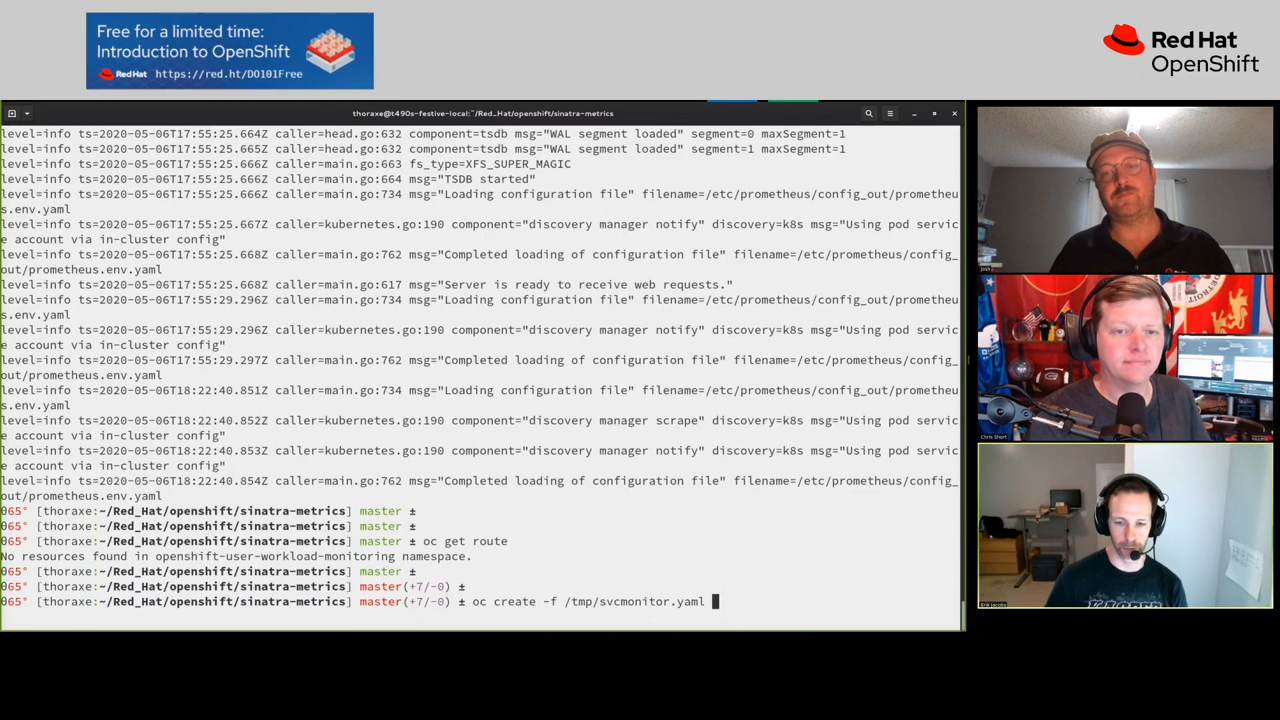 Free for a limited time:
Introduction to OpenShift
Red Hat https://red.ht/DO101Free
Red Hat
OpenShift
thoraxe@t490s-festive-local:~/Red_Hat/openshift/sinatra-metrics
level=info ts=2020-05-06T17:55:25.664Z caller=head.go:632 component=tsdb msg="WAL segment loaded" segment=0 maxSegment=1
level=info ts=2020-05-06T17:55:25.665Z caller=head.go:632 component=tsdb msg="WAL segment loaded" segment=1 maxSegment=1
level=info ts=2020-05-06T17:55:25.666Z caller=main.go:663 fs_type=XFS_SUPER_MAGIC
level=info ts=2020-05-06T17:55:25.666Z caller=main.go:664 msg="TSDB started"
level=info ts=2020-05-06T17:55:25.666Z caller=main.go:734 msg="Loading configuration file" filename=/etc/prometheus/config_out/prometheu
s.env.yaml
level=info ts=2020-05-06T17:55:25.667Z caller=kubernetes.go:190 component="discovery manager notify" discovery=k8s msg="Using pod servic
e account via in-cluster config"
level=info ts=2020-05-06T17:55:25.668Z caller=main.go:762 msg="Completed loading of configuration file" filename=/etc/prometheus/config_
out/prometheus.env.yaml
level=info ts=2020-05-06T17:55:25.668Z caller=main.go:617 msg="Server is ready to receive web requests."
level=info ts=2020-05-06T17:55:29.296Z caller=main.go:734 msg="Loading configuration file" filename=/etc/prometheus/config_out/prometheu
s.env.yaml
level=info ts=2020-05-06T17:55:29.296Z caller=kubernetes.go:190 component="discovery manager notify" discovery=k8s msg="Using pod servic
e account via in-cluster config"
level=info ts=2020-05-06T17:55:29.297Z caller=main.go:762 msg="Completed loading of configuration file" filename=/etc/prometheus/config_
out/prometheus.env.yaml
level=info ts=2020-05-06T18:22:40.851Z caller=main.go:734 msg="Loading configuration file" filename=/etc/prometheus/config_out/prometheu
s.env.yaml
level=info ts=2020-05-06T18:22:40.852Z caller=kubernetes.go:190 component="discovery manager scrape" discovery=k8s msg="Using pod servic
e account via in-cluster config"
level=info ts=2020-05-06T18:22:40.852Z caller=kubernetes.go:190 component="discovery manager notify" discovery=k8s msg="Using pod servic
e account via in-cluster config"
level=info ts=2020-05-06T18:22:40.854Z caller=main.go:762 msg="Completed loading of configuration file" filename=/etc/prometheus/config_
out/prometheus.env.yaml
065° [thoraxe:~/Red_Hat/openshift/sinatra-metrics] master ±
065° [thoraxe:~/Red_Hat/openshift/sinatra-metrics] master ±
065° [thoraxe:~/Red_Hat/openshift/sinatra-metrics] master ± oc get route
No resources found in openshift-user-workload-monitoring namespace.
065° [thoraxe:~/Red_Hat/openshift/sinatra-metrics] master ±
065° [thoraxe:~/Red_Hat/openshift/sinatra-metrics] master(+7/-0) ±
065° [thoraxe:~/Red_Hat/openshift/sinatra-metrics] master(+7/-0) ± oc create -f /tmp/svcmonitor.yaml
Josh
DETROIT
Chris Short
Erik Jacobs